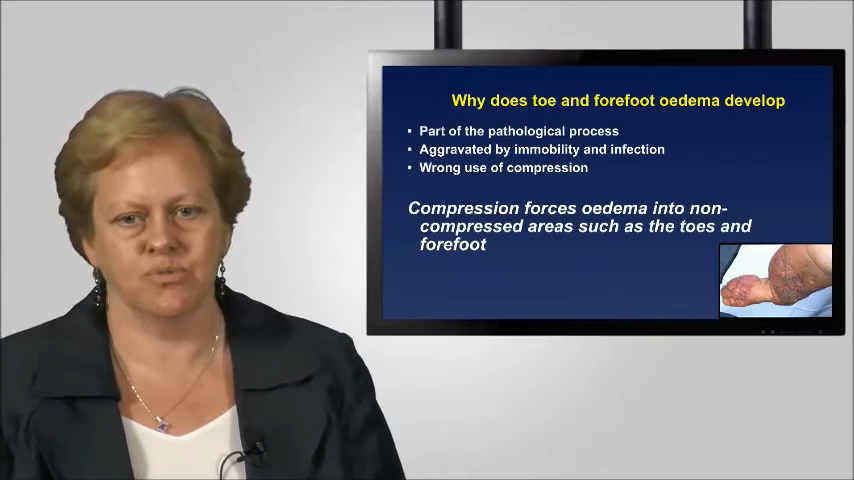 Why does toe and forefoot oedema develop
• Part of the pathological process
• Aggravated by immobility and infection
• Wrong use of compression
Compression forces oedema into non-
compressed areas such as the toes and
forefoot